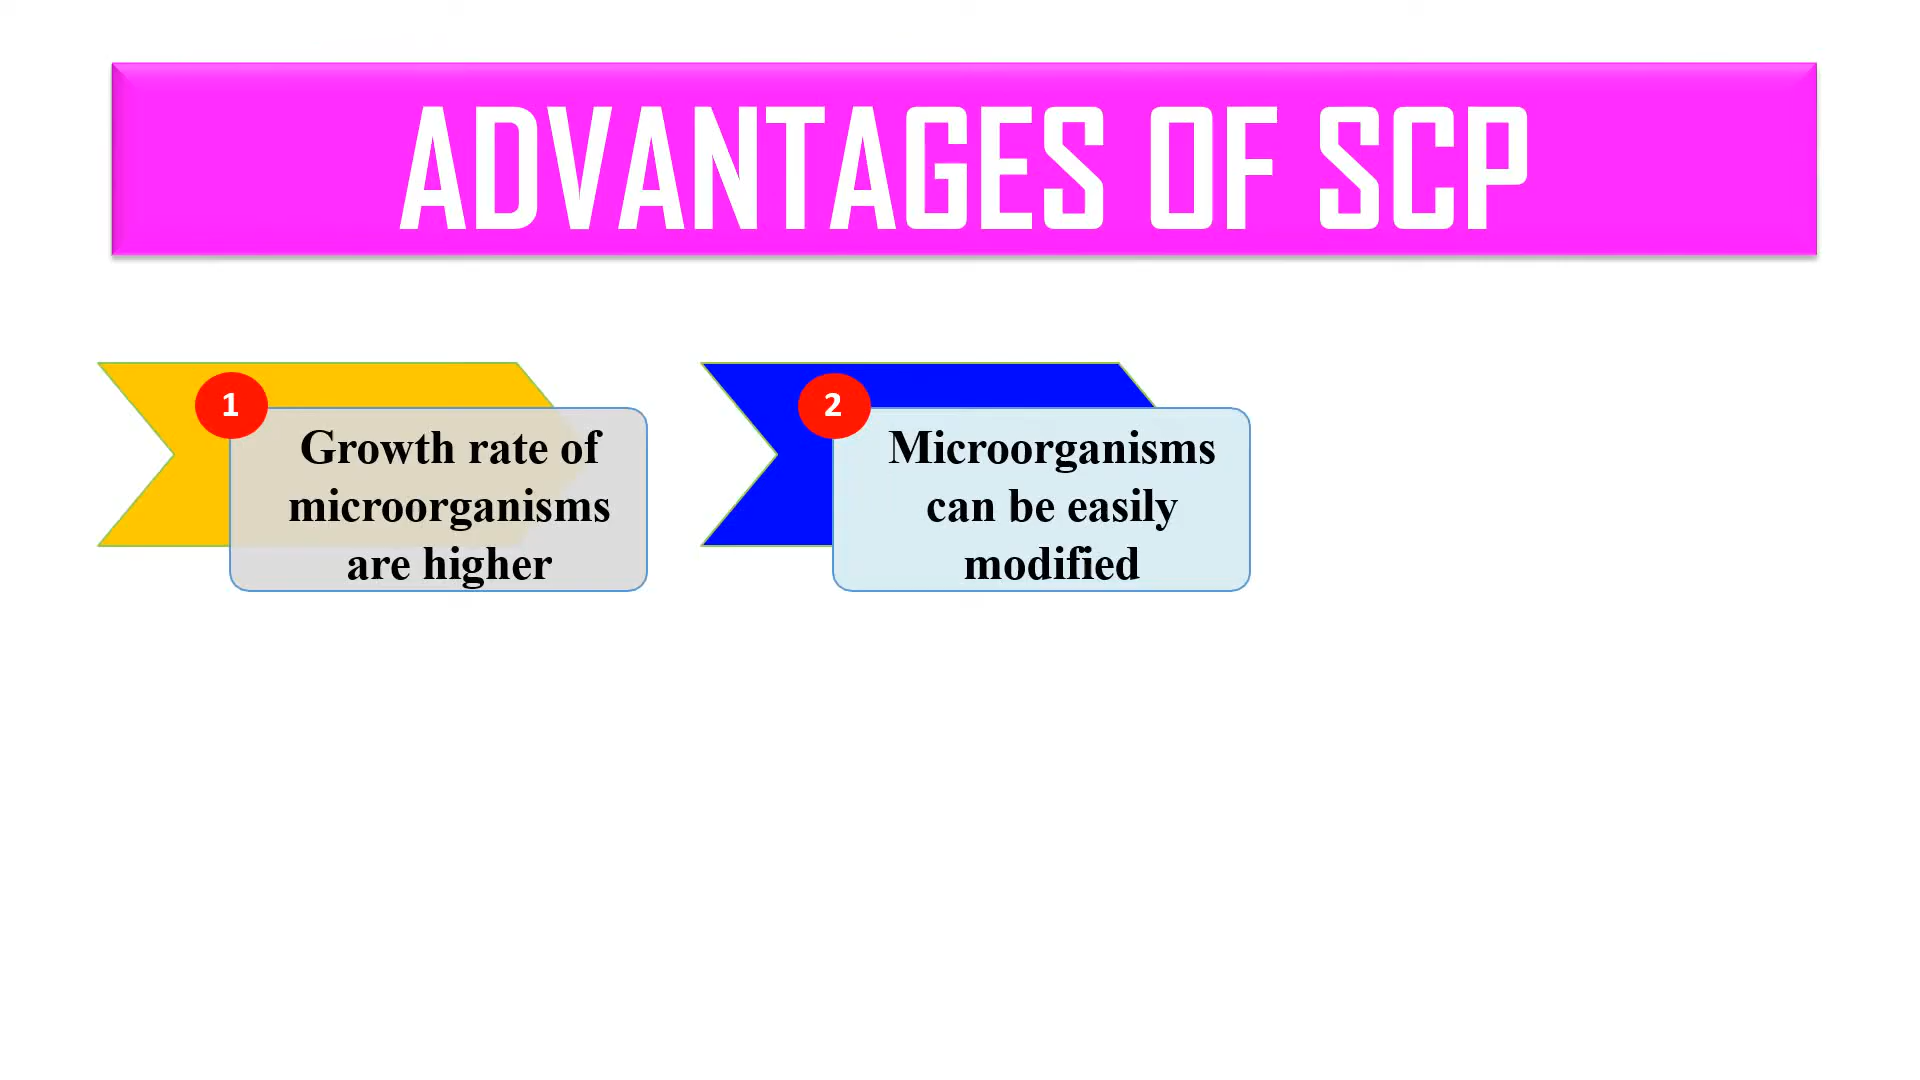 ADVANTAGES OF SCP
1
Growth rate of
microorganisms
are higher
2
Microorganisms
can be easily
modified